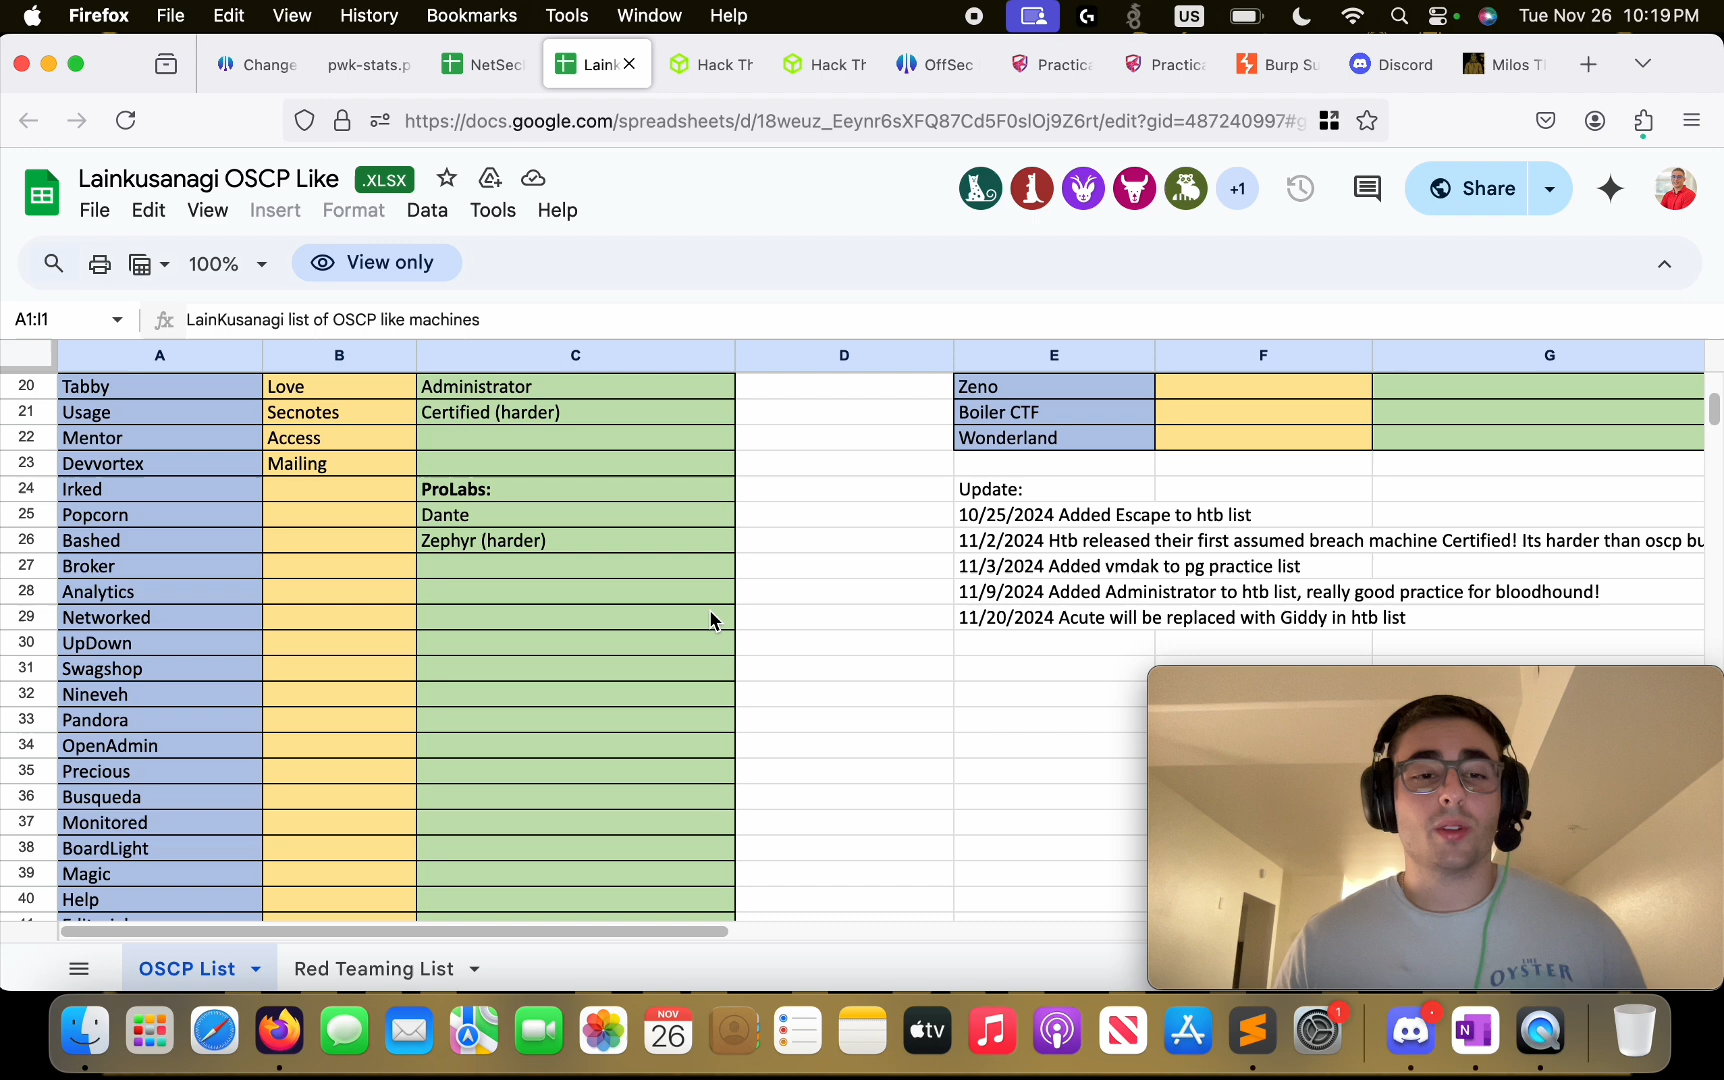 Firefox File Edit View History Bookmarks Tools Window Help US Tue Nov 26 10:19 PM
Change pwk-stats.p NetSec Laink Hack Th Hack Th OffSec Practica Practica Burp Su Discord Milos T
https://docs.google.com/spreadsheets/d/18weuz_Eeynr6sXFQ87Cd5F0slOj9Z6rt/edit?gid=487240997#g
Lainkusanagi OSCP Like .XLSX +1 Share
File Edit View Insert Format Data Tools Help
100% View only
A1:I1 fx LainKusanagi list of OSCP like machines
A B C D E F G
20 Tabby Love Administrator Zeno
21 Usage Secnotes Certified (harder) Boiler CTF
22 Mentor Access Wonderland
23 Devvortex Mailing
24 Irked ProLabs: Update:
25 Popcorn Dante 10/25/2024 Added Escape to htb list
26 Bashed Zephyr (harder) 11/2/2024 Htb released their first assumed breach machine Certified! Its harder than oscp bu
27 Broker 11/3/2024 Added vmdak to pg practice list
28 Analytics 11/9/2024 Added Administrator to htb list, really good practice for bloodhound!
29 Networked 11/20/2024 Acute will be replaced with Giddy in htb list
30 UpDown
31 Swagshop
32 Nineveh
33 Pandora
34 OpenAdmin
35 Precious
36 Busqueda
37 Monitored
38 BoardLight
39 Magic
40 Help
OSCP List Red Teaming List
THE
OYSTER
NOV
26
tv
N
1